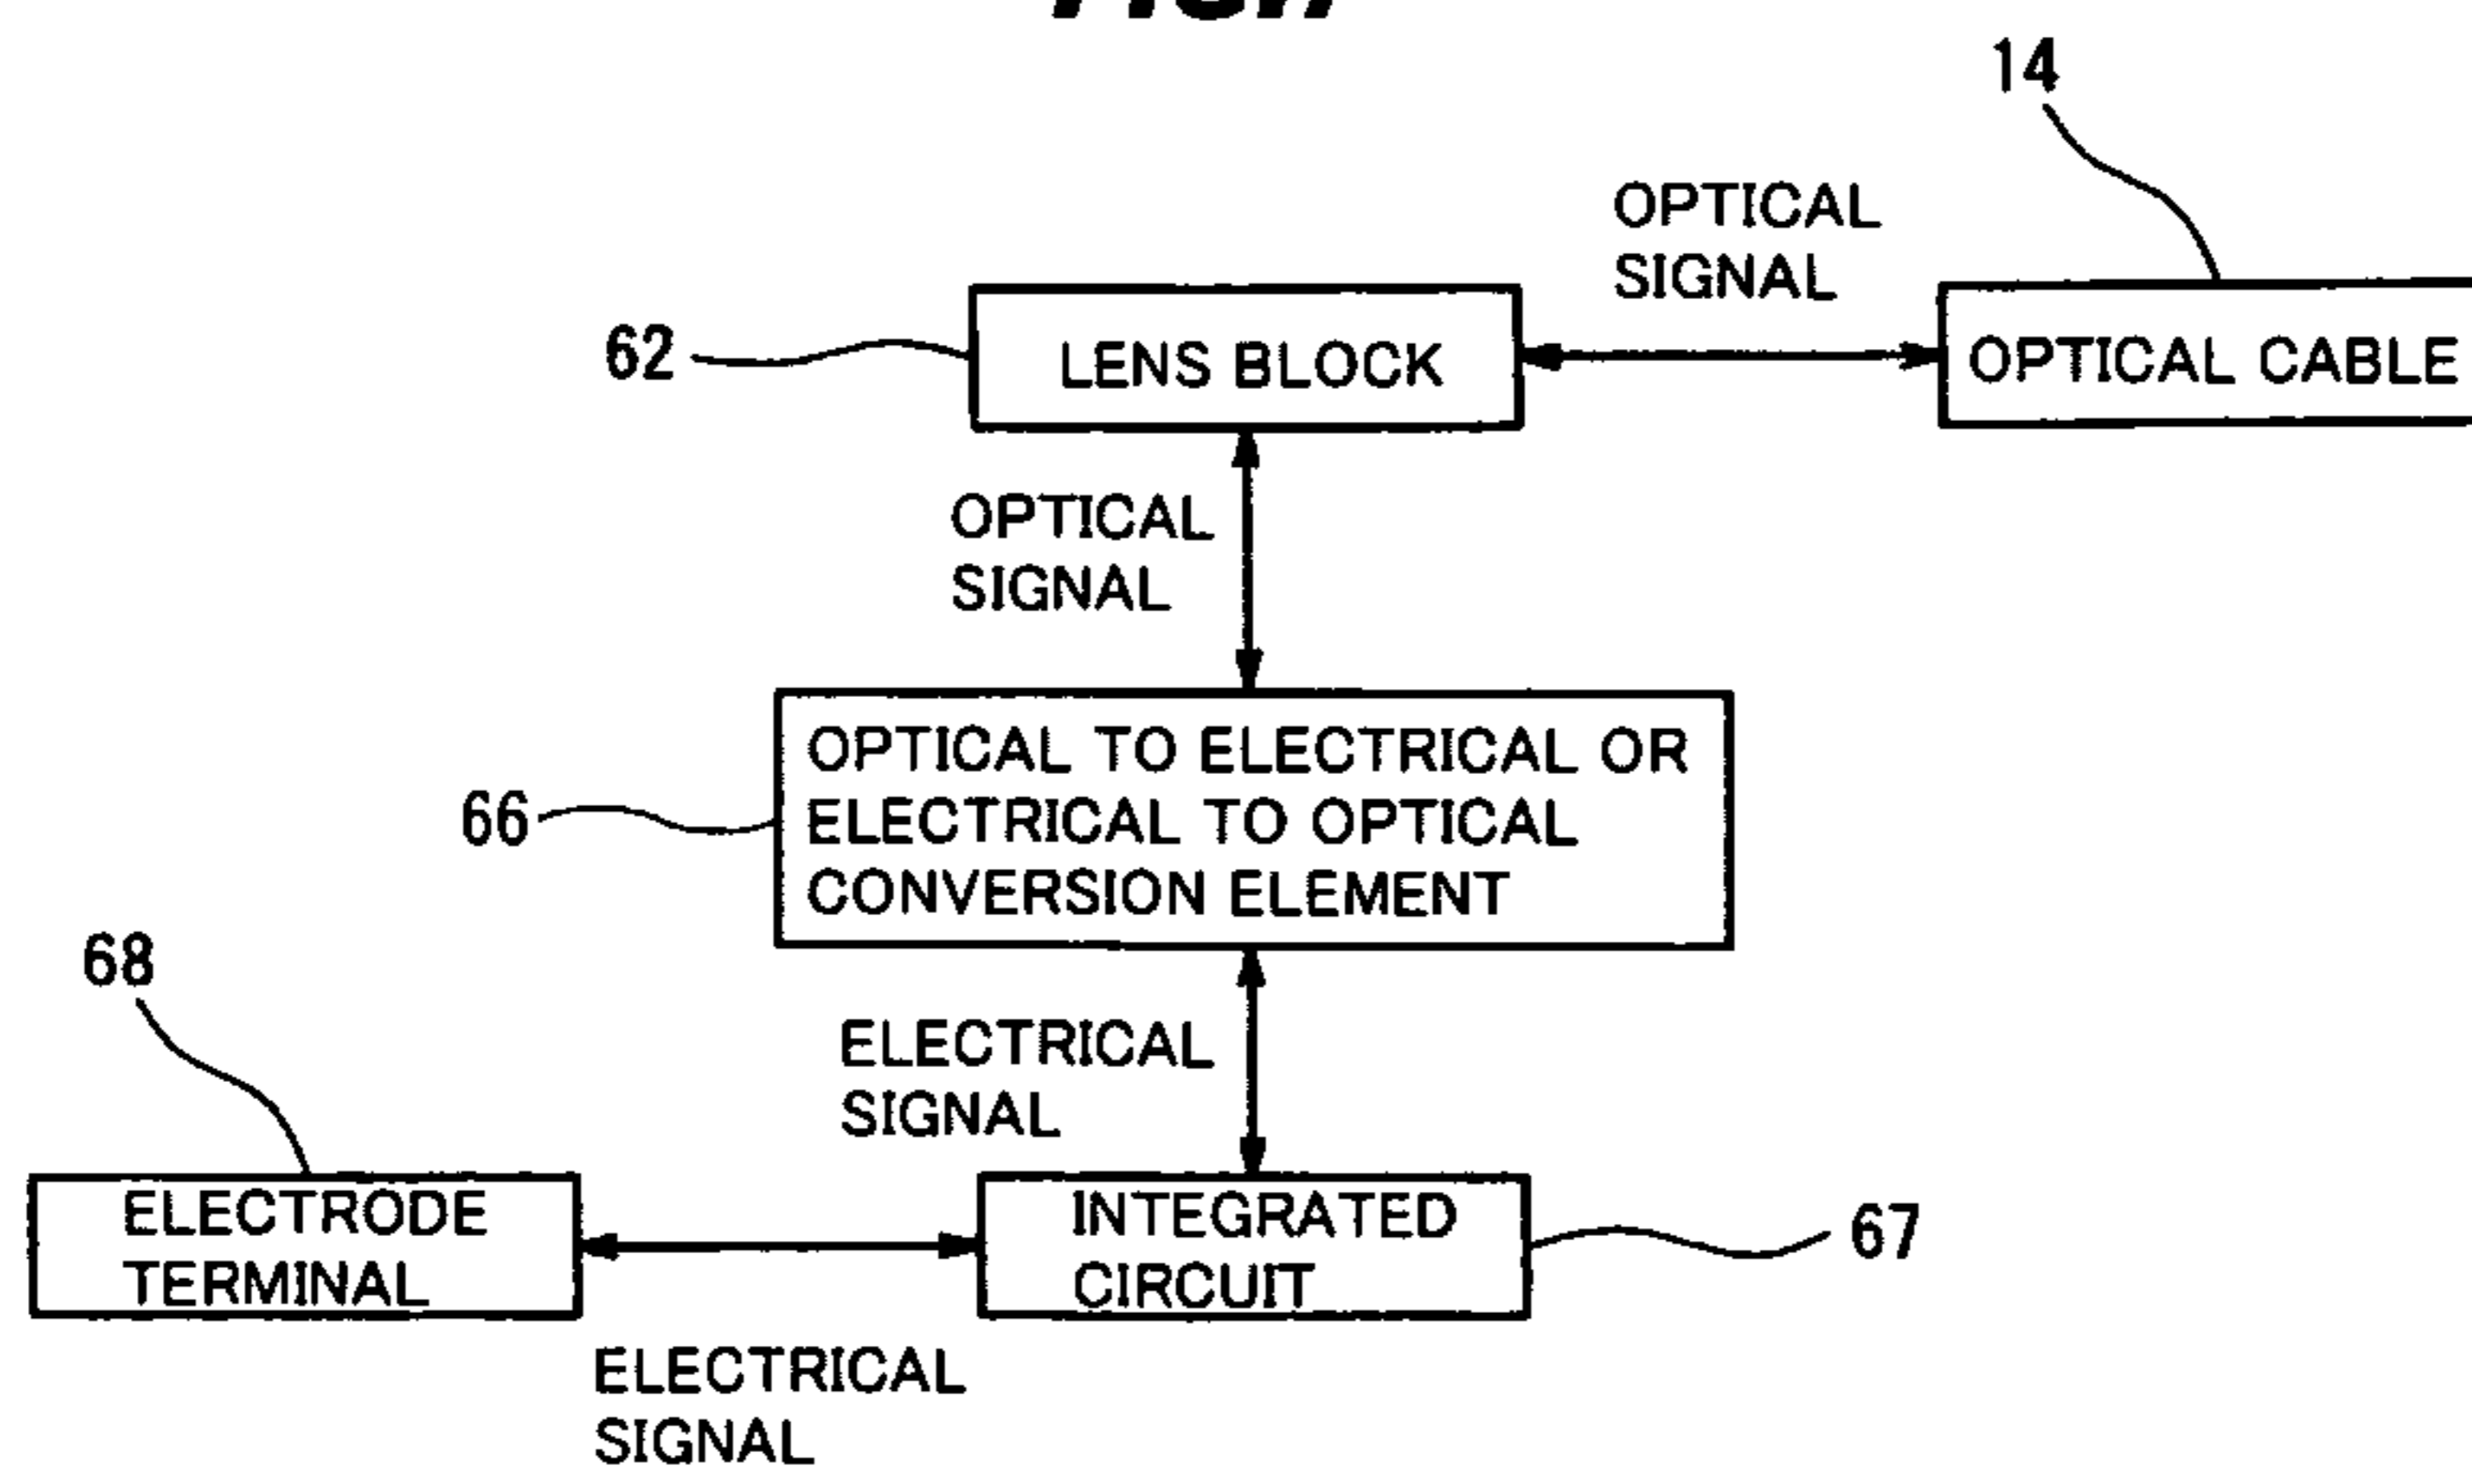 14
OPTICAL
SIGNAL
62
LENS BLOCK
OPTICAL CABLE
OPTICAL
SIGNAL
OPTICAL TO ELECTRICAL OR
ELECTRICAL TO OPTICAL
CONVERSION ELEMENT
66
68
ELECTRICAL
SIGNAL
ELECTRODE
TERMINAL
INTEGRATED
CIRCUIT
67
ELECTRICAL
SIGNAL